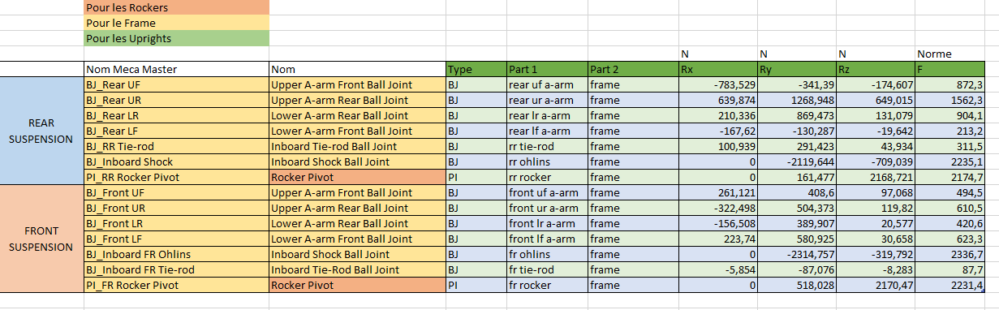 Pour les Rockers
Pour le Frame
Pour les Uprights
N N N Norme
Nom Meca Master Nom Type Part 1 Part 2 Rx Ry Rz F
REAR SUSPENSION
BJ_Rear UF Upper A-arm Front Ball Joint BJ rear uf a-arm frame -783,529 -341,39 -174,607 872,3
BJ_Rear UR Upper A-arm Rear Ball Joint BJ rear ur a-arm frame 639,874 1268,948 649,015 1562,3
BJ_Rear LR Lower A-arm Rear Ball Joint BJ rear lr a-arm frame 210,336 869,473 131,079 904,1
BJ_Rear LF Lower A-arm Front Ball Joint BJ rear lf a-arm frame -167,62 -130,287 -19,642 213,2
BJ_RR Tie-rod Inboard Tie-rod Ball Joint BJ rr tie-rod frame 100,939 291,423 43,934 311,5
BJ_Inboard Shock Inboard Shock Ball Joint BJ rr ohlins frame 0 -2119,644 -709,039 2235,1
PI_RR Rocker Pivot Rocker Pivot PI rr rocker frame 0 161,477 2168,721 2174,7
FRONT SUSPENSION
BJ_Front UF Upper A-arm Front Ball Joint BJ front uf a-arm frame 261,121 408,6 97,068 494,5
BJ_Front UR Upper A-arm Rear Ball Joint BJ front ur a-arm frame -322,498 504,373 119,82 610,5
BJ_Front LR Lower A-arm Rear Ball Joint BJ front lr a-arm frame -156,508 389,907 20,577 420,6
BJ_Front LF Lower A-arm Front Ball Joint BJ front lf a-arm frame 223,74 580,925 30,658 623,3
BJ_Inboard FR Ohlins Inboard Shock Ball Joint BJ fr ohlins frame 0 -2314,757 -319,792 2336,7
BJ_Inboard FR Tie-rod Inboard Tie-Rod Ball Joint BJ fr tie-rod frame -5,854 -87,076 -8,283 87,7
PI_FR Rocker Pivot Rocker Pivot PI fr rocker frame 0 518,028 2170,47 2231,4